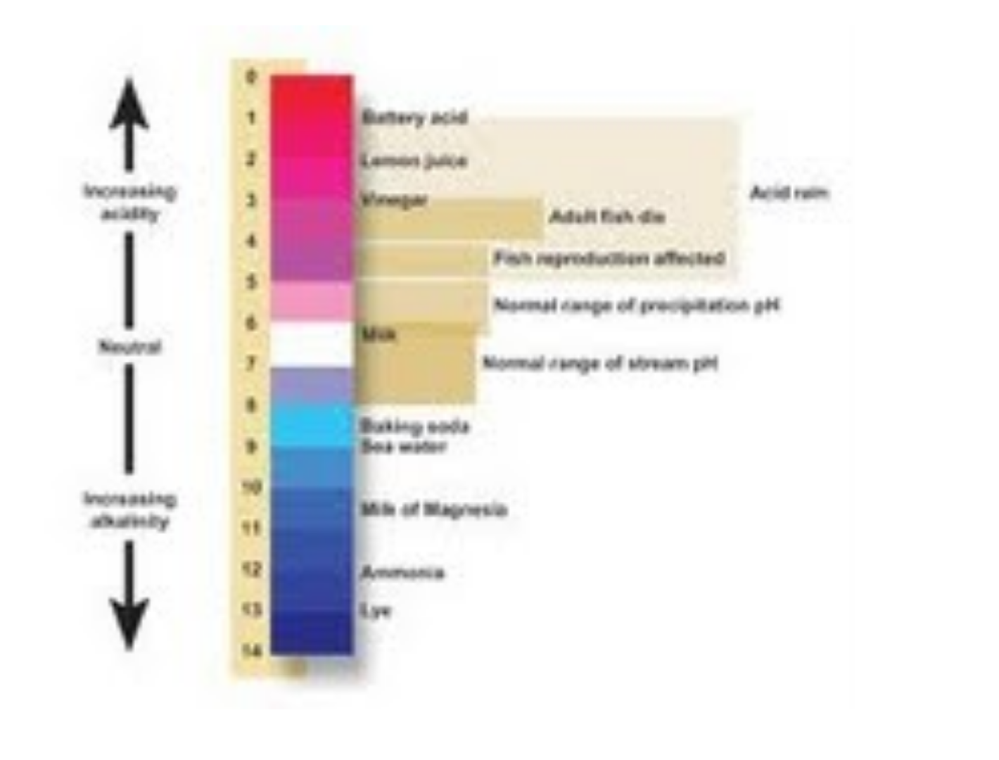 0
1
Battery acid
2
Lemon juice
Increasing
acidity
3
Vinegar
Acid rain
Adult fish die
4
Fish reproduction affected
5
Normal range of precipitation pH
6
Milk
Neutral
7
Normal range of stream pH
8
Baking soda
9
Sea water
10
Increasing
alkalinity
Milk of Magnesia
11
12
Ammonia
13
Lye
14